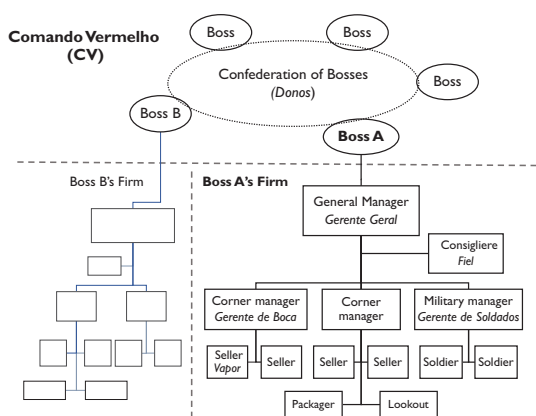 Comando Vermelho
(CV)
Boss
Boss
Boss
Confederation of Bosses
(Donos)
Boss B
Boss A
Boss B's Firm
Boss A's Firm
General Manager
Gerente Geral
Consigliere
Fiel
Corner manager
Gerente de Boca
Corner
manager
Military manager
Gerente de Soldados
Seller
Vapor
Seller
Seller
Seller
Soldier
Soldier
Packager
Lookout